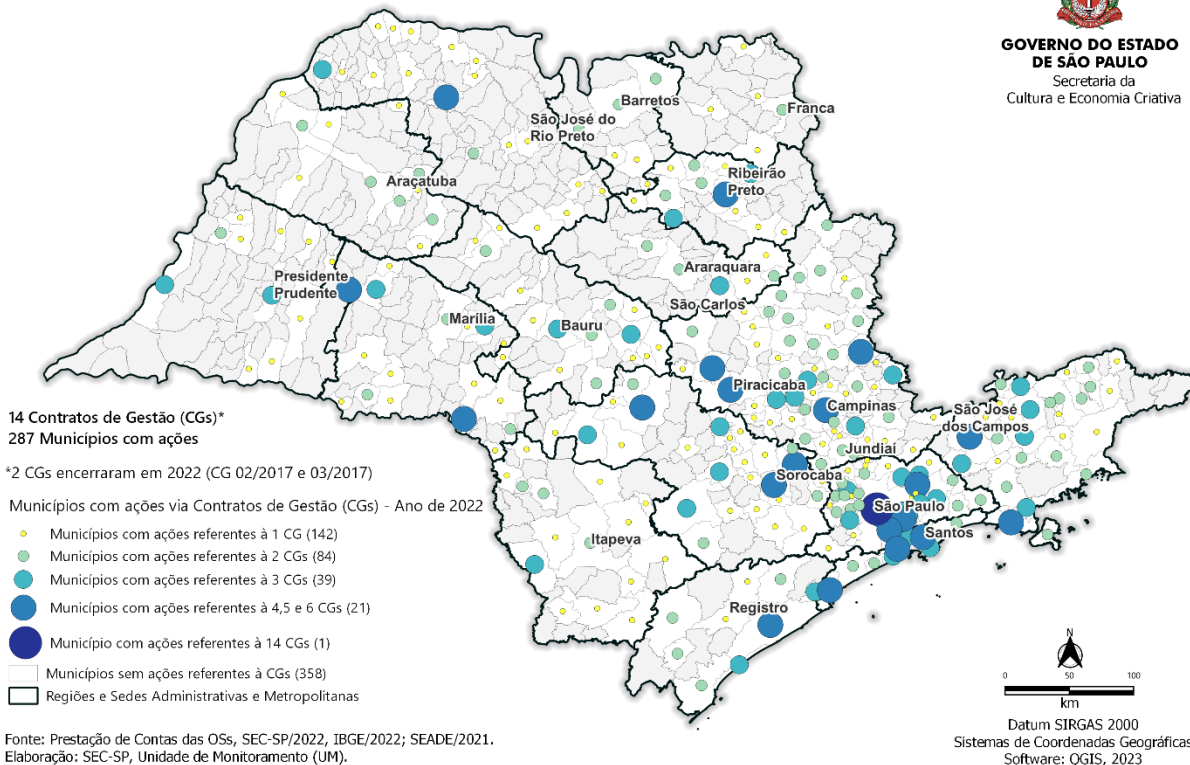 GOVERNO DO ESTADO
DE SÃO PAULO
Secretaria da
Cultura e Economia Criativa
Barretos
Franca
São José do
Rio Preto
Ribeirão
Preto
Araçatuba
Araraquara
Presidente
Prudente
São Carlos
Marília
Bauru
Piracicaba
Campinas
São José
dos Campos
Jundiaí
Sorocaba
São Paulo
Santos
Itapeva
Registro
14 Contratos de Gestão (CGs)*
287 Municípios com ações
*2 CGs encerraram em 2022 (CG 02/2017 e 03/2017)
Municípios com ações via Contratos de Gestão (CGs) - Ano de 2022
Municípios com ações referentes à 1 CG (142)
Municípios com ações referentes à 2 CGs (84)
Municípios com ações referentes à 3 CGs (39)
Municípios com ações referentes à 4,5 e 6 CGs (21)
Município com ações referentes à 14 CGs (1)
Municípios sem ações referentes à CGs (358)
Regiões e Sedes Administrativas e Metropolitanas
Fonte: Prestação de Contas das OSs, SEC-SP/2022, IBGE/2022; SEADE/2021.
Elaboração: SEC-SP, Unidade de Monitoramento (UM).
N
0 50 100
km
Datum SIRGAS 2000
Sistemas de Coordenadas Geográficas
Software: QGIS, 2023